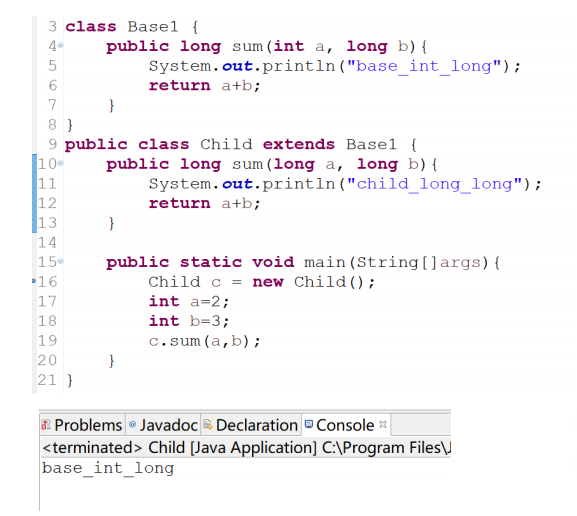 3 class Base1 {
4 public long sum(int a, long b){
5 System.out.println("base_int_long");
6 return a+b;
7 }
8 }
9 public class Child extends Base1 {
10 public long sum(long a, long b){
11 System.out.println("child_long_long");
12 return a+b;
13 }
14
15 public static void main(String[]args){
16 Child c = new Child();
17 int a=2;
18 int b=3;
19 c.sum(a,b);
20 }
21 }
Problems @ Javadoc Declaration Console
<terminated> Child [Java Application] C:\Program Files\J
base_int_long